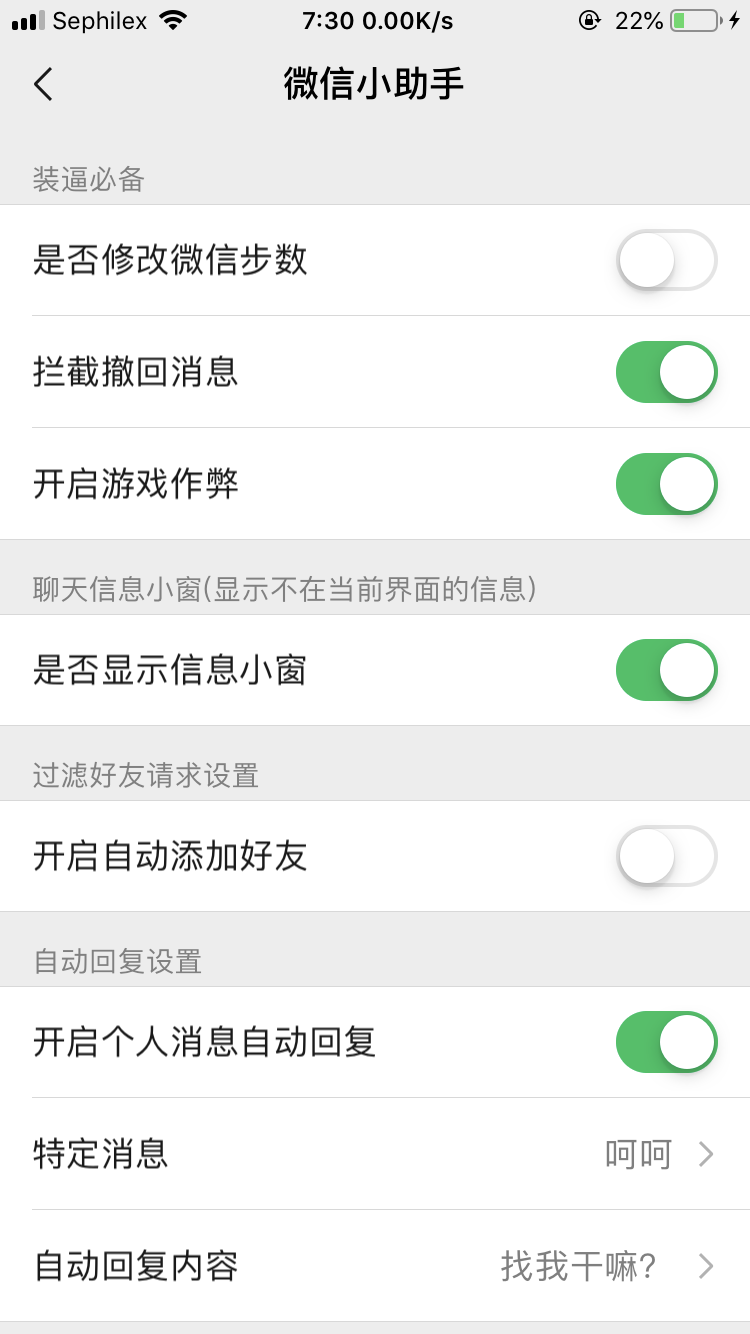 Sephilex 7:30 0.00K/s 22%
微信小助手
装逼必备
是否修改微信步数
拦截撤回消息
开启游戏作弊
聊天信息小窗(显示不在当前界面的信息)
是否显示信息小窗
过滤好友请求设置
开启自动添加好友
自动回复设置
开启个人消息自动回复
特定消息 呵呵
自动回复内容 找我干嘛?